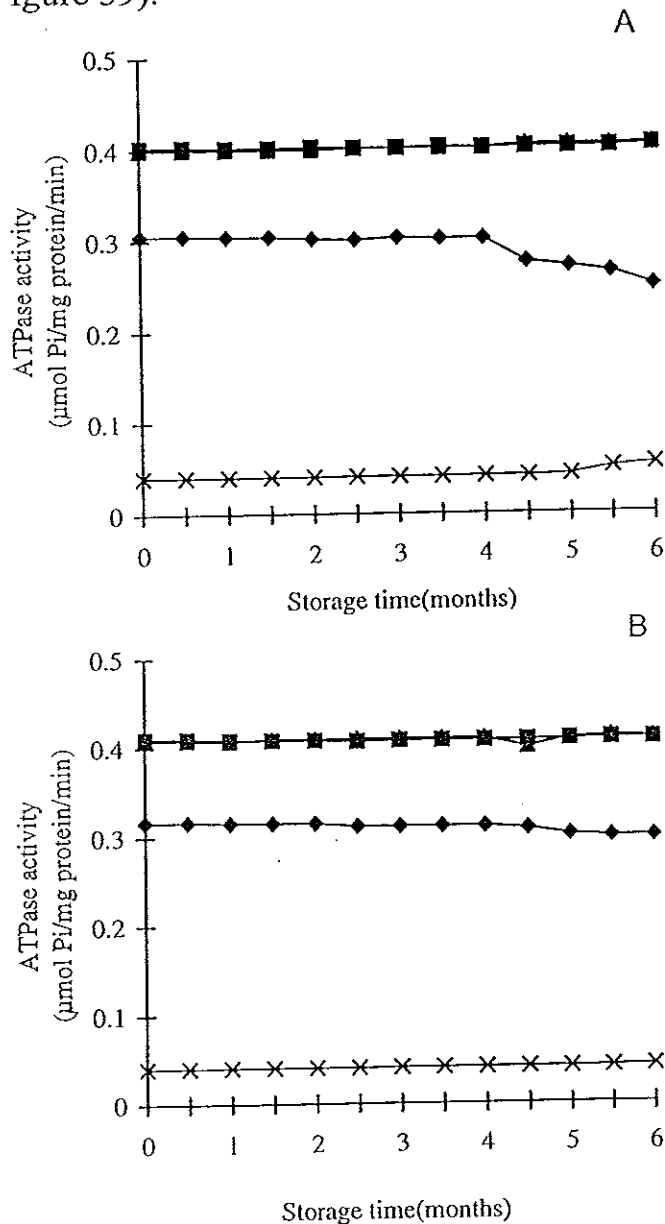 igure 39).
A
0.5
0.4
0.3
0.2
0.1
0
ATPase activity
(µmol Pi/mg protein/min)
0 1 2 3 4 5 6
Storage time(months)
B
0.5
0.4
0.3
0.2
0.1
0
ATPase activity
(µmol Pi/mg protein/min)
0 1 2 3 4 5 6
Storage time(months)